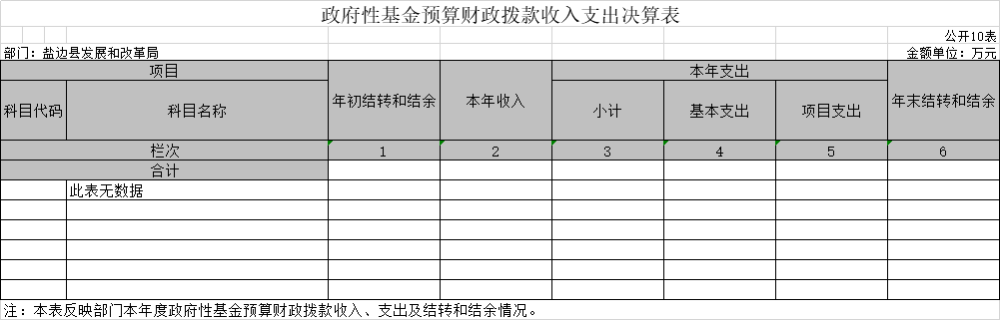 政府性基金预算财政拨款收入支出决算表
公开10表
部门：盐边县发展和改革局 金额单位：万元
项目 年初结转和结余 本年收入 本年支出 年末结转和结余
科目代码 科目名称 小计 基本支出 项目支出
栏次 1 2 3 4 5 6
合计
此表无数据
注：本表反映部门本年度政府性基金预算财政拨款收入、支出及结转和结余情况。